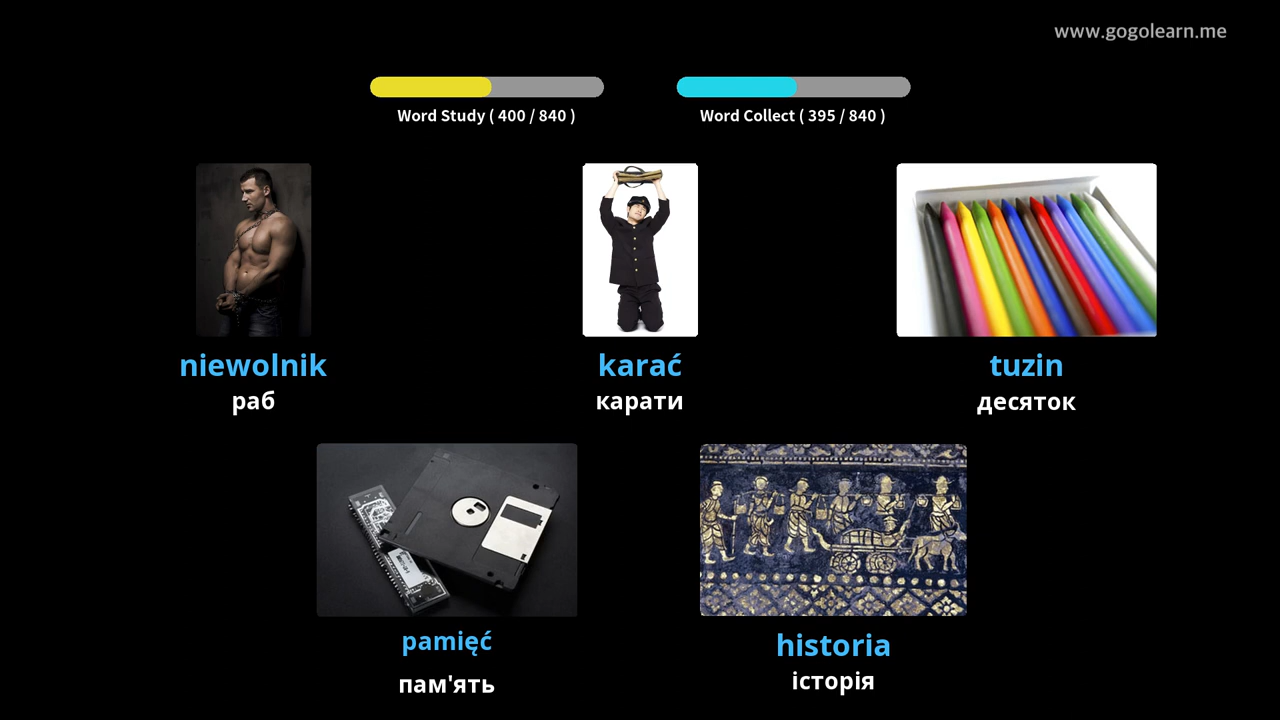 www.gogolearn.me
Word Study ( 400 / 840 )
Word Collect ( 395 / 840 )
niewolnik
раб
karać
карати
tuzin
десяток
pamięć
пам'ять
historia
історія